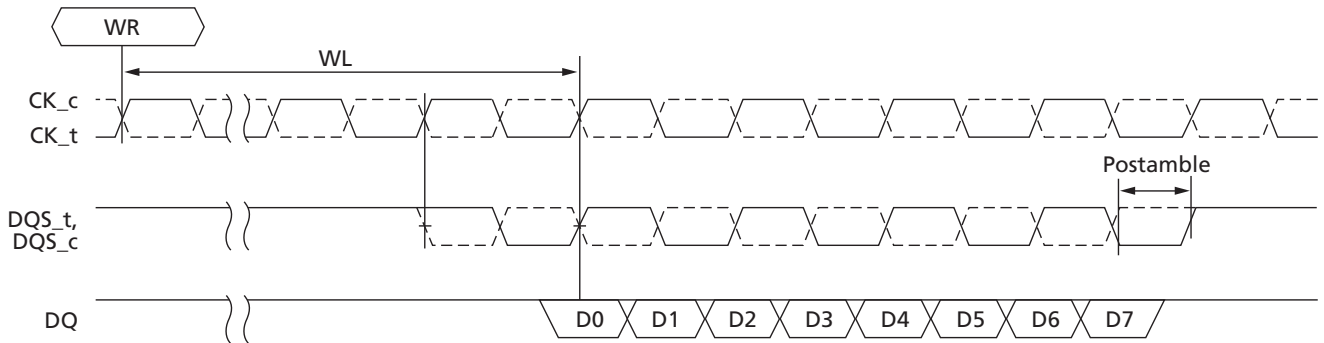 WR
WL
CK_c
CK_t
Postamble
DQS_t,
DQS_c
DQ
D0 D1 D2 D3 D4 D5 D6 D7